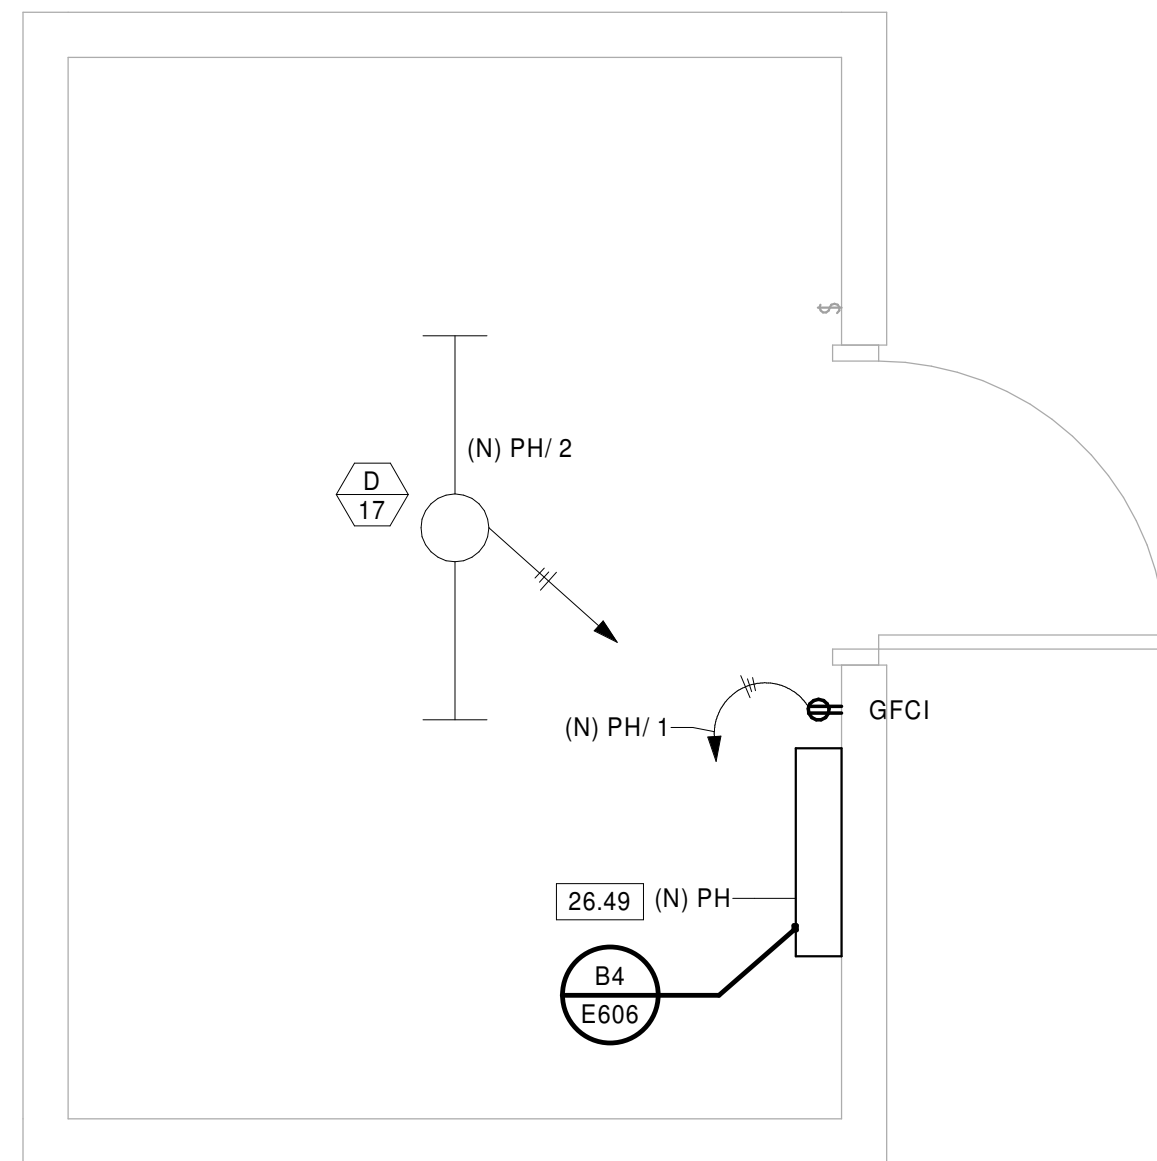 $
(N) PH/ 2
D
17
GFCI
(N) PH/ 1
26.49 (N) PH
B4
E606